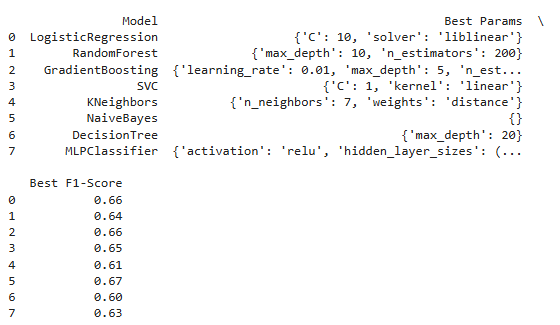 Model Best Params \
0 LogisticRegression {'C': 10, 'solver': 'liblinear'}
1 RandomForest {'max_depth': 10, 'n_estimators': 200}
2 GradientBoosting {'learning_rate': 0.01, 'max_depth': 5, 'n_est...
3 SVC {'C': 1, 'kernel': 'linear'}
4 KNeighbors {'n_neighbors': 7, 'weights': 'distance'}
5 NaiveBayes {}
6 DecisionTree {'max_depth': 20}
7 MLPClassifier {'activation': 'relu', 'hidden_layer_sizes': (...
Best F1-Score
0 0.66
1 0.64
2 0.66
3 0.65
4 0.61
5 0.67
6 0.60
7 0.63